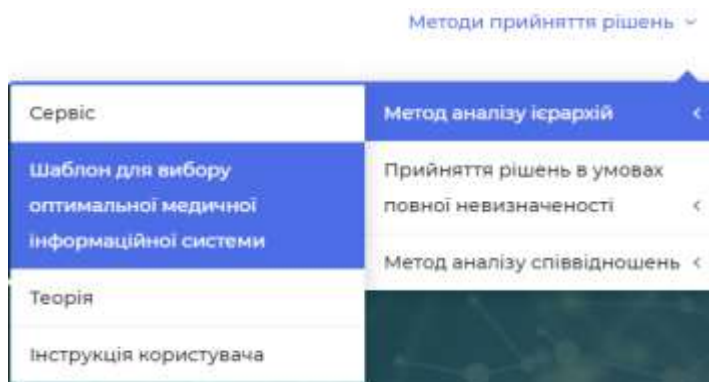 Методи прийняття рішень
Сервіс
Шаблон для вибору
оптимальної медичної
інформаційної системи
Теорія
Інструкція користувача
Метод аналізу ієрархій
Прийняття рішень в умовах
повної невизначеності
Метод аналізу співвідношень